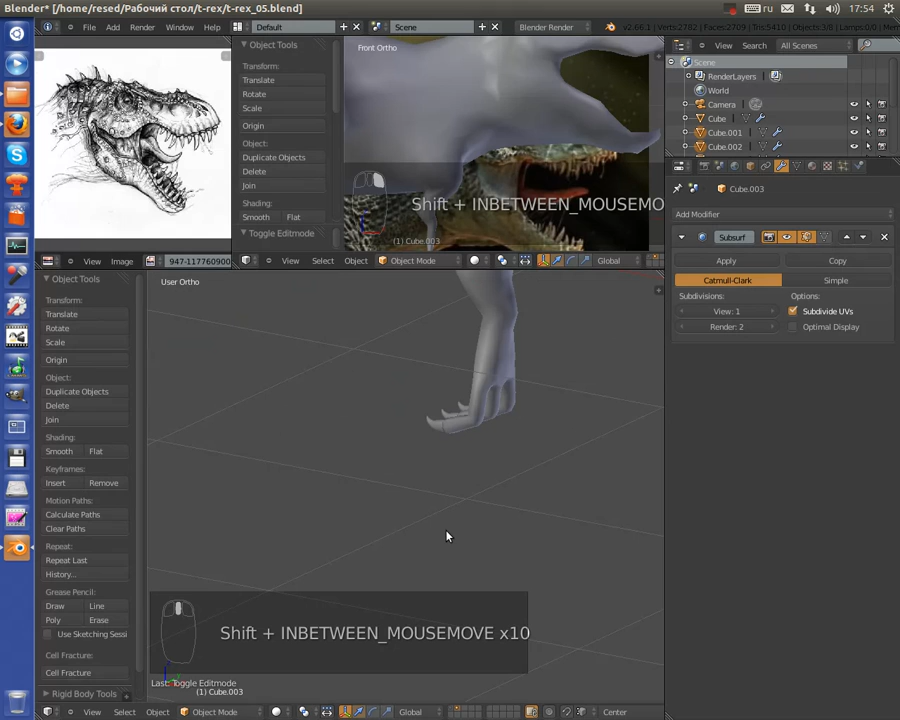 Blender* [/home/resed/Рабочий стол/t-rex/t-rex_05.blend]
ru
17:54
File
Add
Render
Window
Help
Default
Scene
Blender Render
Object Tools
Transform:
Translate
Rotate
Scale
Origin
Object:
Duplicate Objects
Delete
Join
Shading:
Smooth
Flat
Toggle Editmode
Front Ortho
Shift + INBETWEEN_MOUSEMO
(1) Cube.003
View
Search
All Scenes
Scene
RenderLayers
World
Camera
Cube
Cube.001
Cube.002
Cube.003
Add Modifier
Subsurf
Apply
Copy
Catmull-Clark
Simple
Subdivisions:
Options:
View: 1
Subdivide UVs
Render: 2
Optimal Display
View
Image
947-1177609000
View
Select
Object
Object Mode
Global
Object Tools
Transform:
Translate
Rotate
Scale
Origin
Object:
Duplicate Objects
Delete
Join
Shading:
Smooth
Flat
Keyframes:
Insert
Remove
Motion Paths:
Calculate Paths
Clear Paths
Repeat:
Repeat Last
History...
Grease Pencil:
Draw
Line
Poly
Erase
Use Sketching Sessi
Cell Fracture:
Cell Fracture
Rigid Body Tools
User Ortho
Shift + INBETWEEN_MOUSEMOVE x10
Last: Toggle Editmode
(1) Cube.003
View
Select
Object
Object Mode
Global
Center